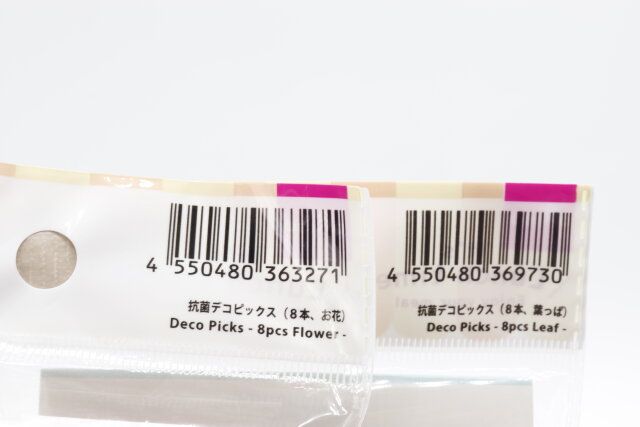 4 550480 363271
抗菌デコピックス（8本、お花）
Deco Picks - 8pcs Flower -
4 550480 369730
抗菌デコピックス（8本、葉っぱ）
Deco Picks - 8pcs Leaf -